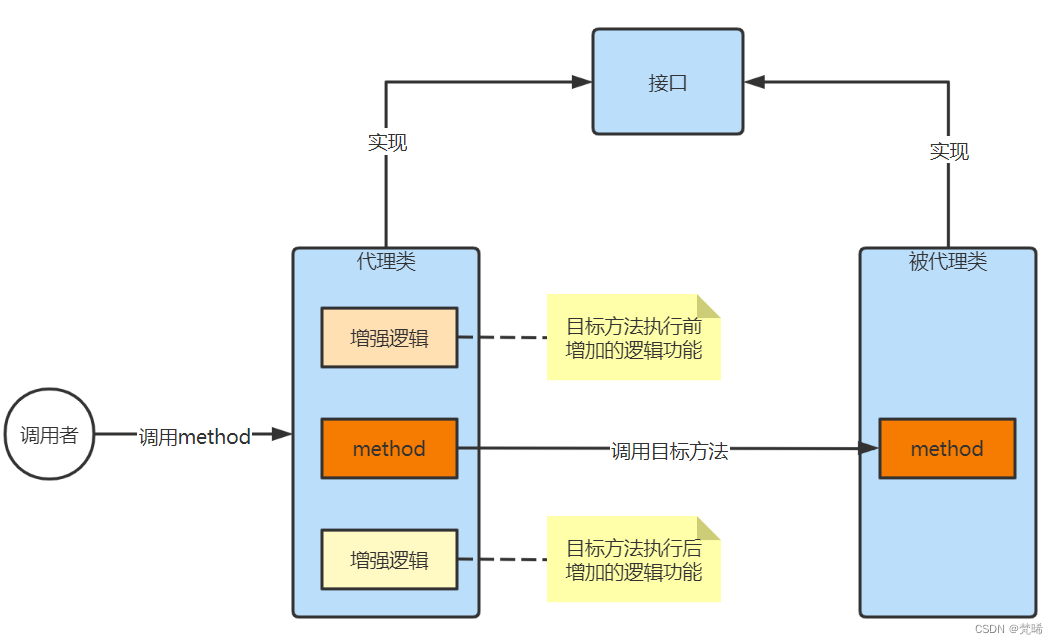 接口
实现
实现
代理类
被代理类
增强逻辑
目标方法执行前
增加的逻辑功能
调用者
调用method
method
调用目标方法
method
增强逻辑
目标方法执行后
增加的逻辑功能
CSDN @梵晞